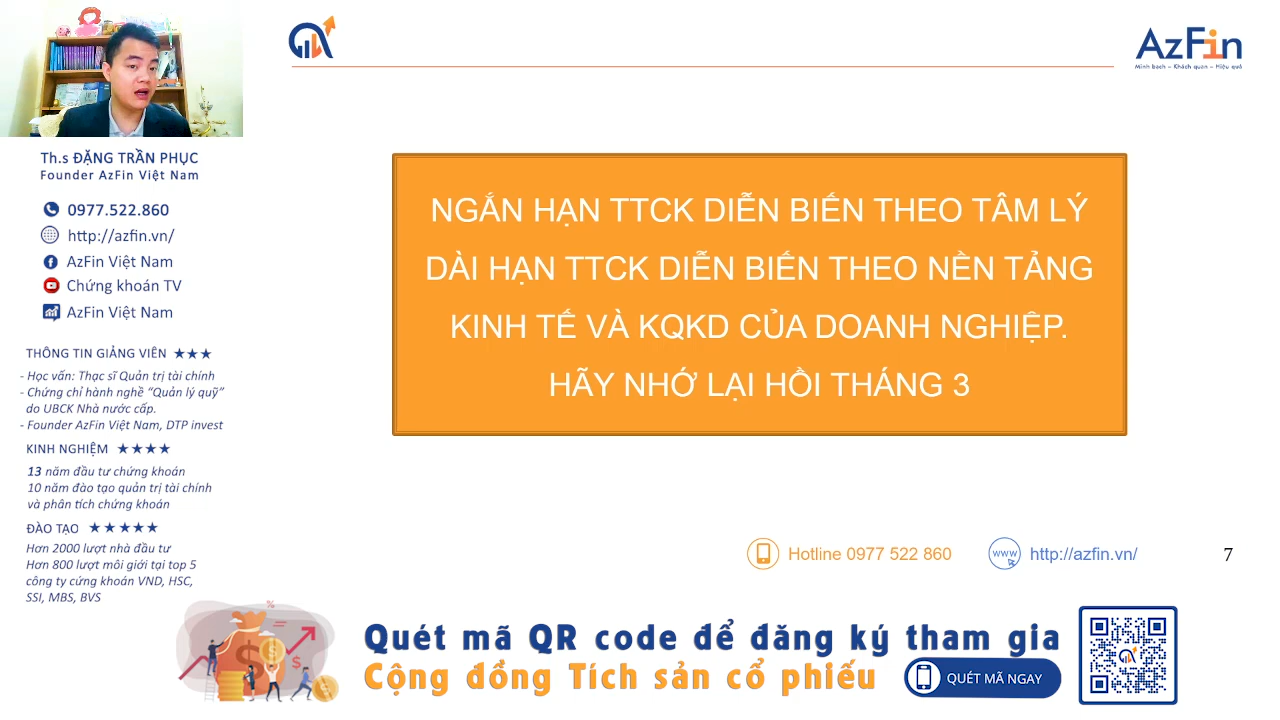 AzFin
Minh bạch – Khách quan – Hiệu quả
Th.s ĐẶNG TRẦN PHỤC
Founder AzFin Việt Nam
0977.522.860
http://azfin.vn/
AzFin Việt Nam
Chứng khoán TV
AzFin Việt Nam
THÔNG TIN GIẢNG VIÊN ★★★
- Học vấn: Thạc sĩ Quản trị tài chính
- Chứng chỉ hành nghề “Quản lý quỹ”
do UBCK Nhà nước cấp.
- Founder AzFin Việt Nam, DTP invest
KINH NGHIỆM ★★★★
13 năm đầu tư chứng khoán
10 năm đào tạo quản trị tài chính
và phân tích chứng khoán
ĐÀO TẠO ★★★★★
Hơn 2000 lượt nhà đầu tư
Hơn 800 lượt môi giới tại top 5
công ty cứng khoán VND, HSC,
SSI, MBS, BVS
NGẮN HẠN TTCK DIỄN BIẾN THEO TÂM LÝ
DÀI HẠN TTCK DIỄN BIẾN THEO NỀN TẢNG
KINH TẾ VÀ KQKD CỦA DOANH NGHIỆP.
HÃY NHỚ LẠI HỒI THÁNG 3
Hotline 0977 522 860
www
http://azfin.vn/
7
Quét mã QR code để đăng ký tham gia
Cộng đồng Tích sản cổ phiếu
QUÉT MÃ NGAY